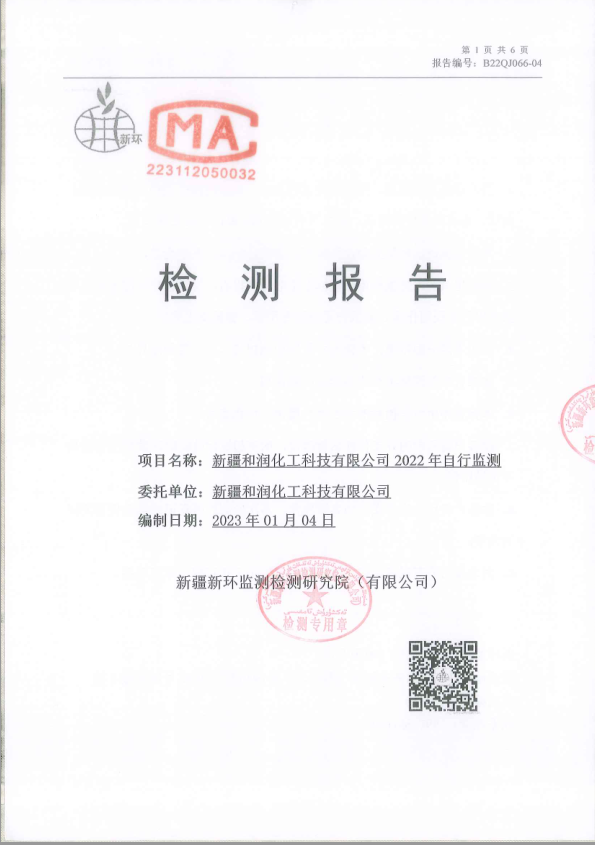 第 1 页 共 6 页
报告编号：B22QJ066-04
新环
CMA
223112050032
检 测 报 告
项目名称：新疆和润化工科技有限公司 2022 年自行监测
委托单位：新疆和润化工科技有限公司
编制日期：2023 年 01 月 04 日
新疆新环监测检测研究院（有限公司）
检测专用章